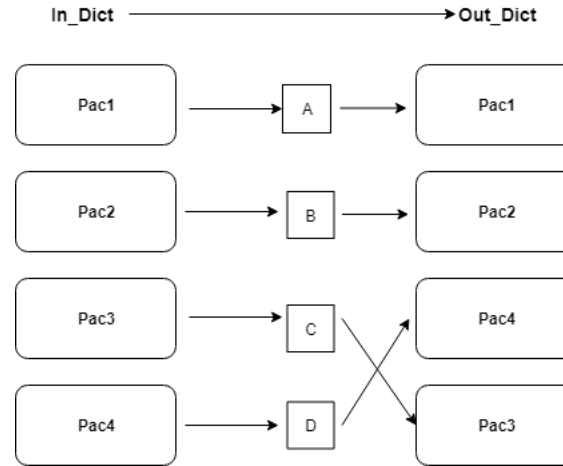 In_Dict
Out_Dict
Pac1
A
Pac1
Pac2
B
Pac2
Pac3
C
Pac4
Pac4
D
Pac3